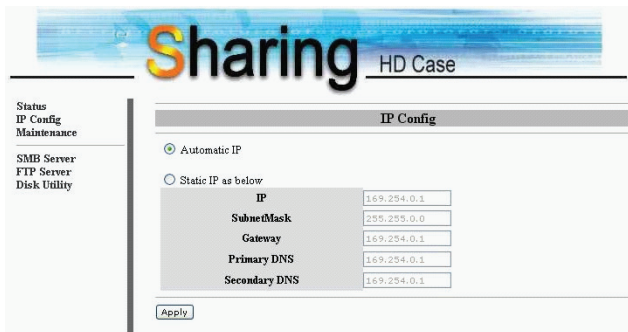 Sharing HD Case
Status
IP Config
Maintenance
SMB Server
FTP Server
Disk Utility
IP Config
Automatic IP
Static IP as below
IP 169.254.0.1
SubnetMask 255.255.0.0
Gateway 169.254.0.1
Primary DNS 169.254.0.1
Secondary DNS 169.254.0.1
Apply